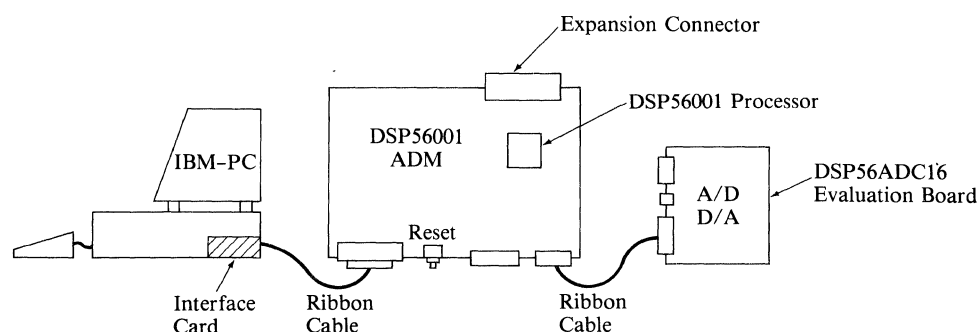 Expansion Connector
DSP56001 Processor
DSP56001
ADM
IBM-PC
DSP56ADC16
Evaluation Board
A/D
D/A
Reset
Interface
Card
Ribbon
Cable
Ribbon
Cable